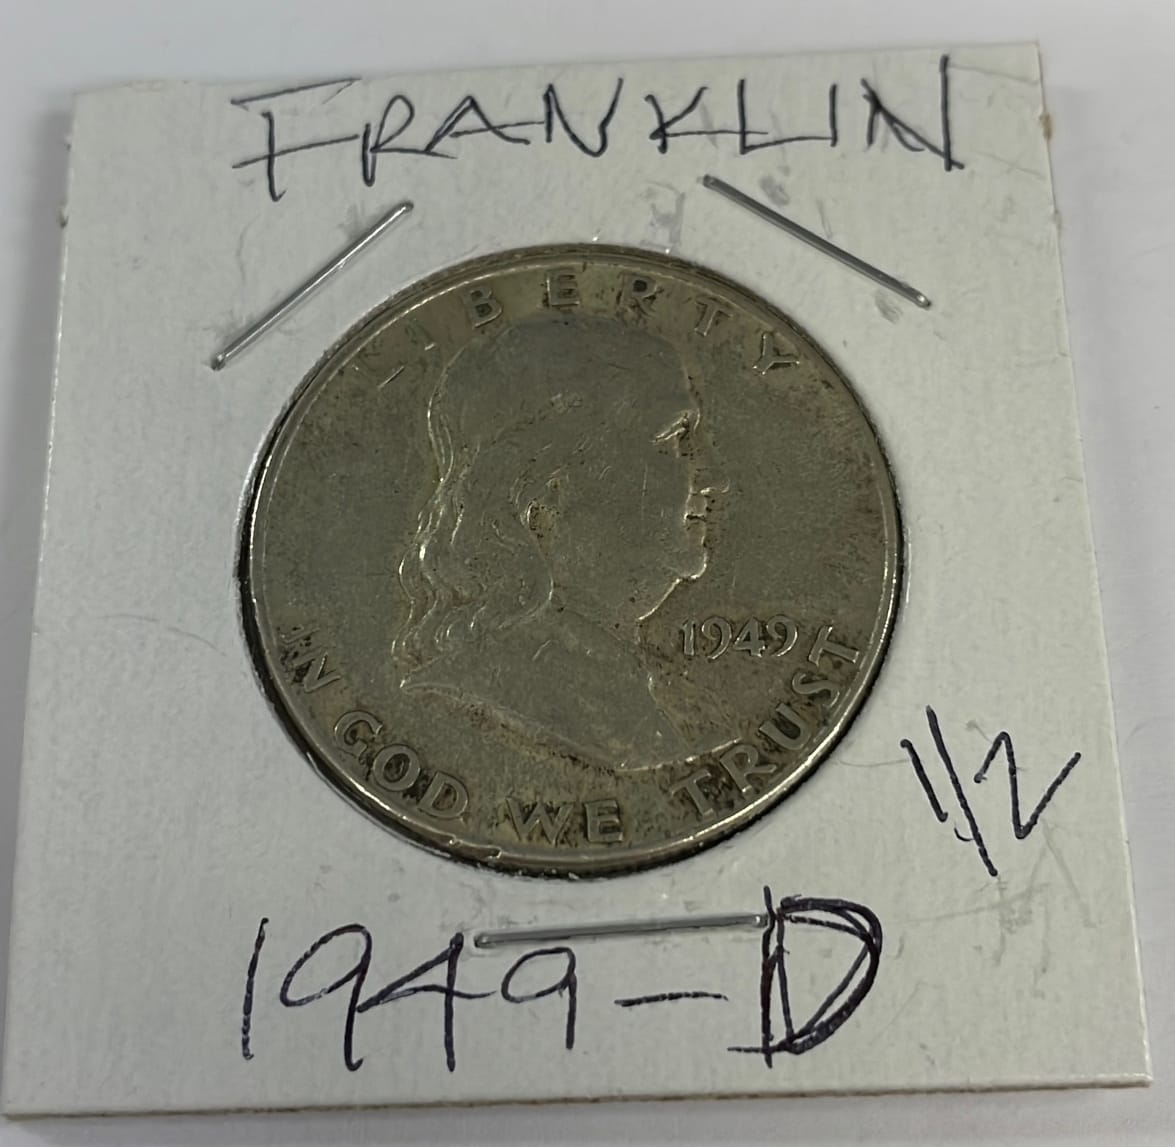 FRANKLIN
LIBERTY
1949
IN GOD WE TRUST
1/2
1949-D